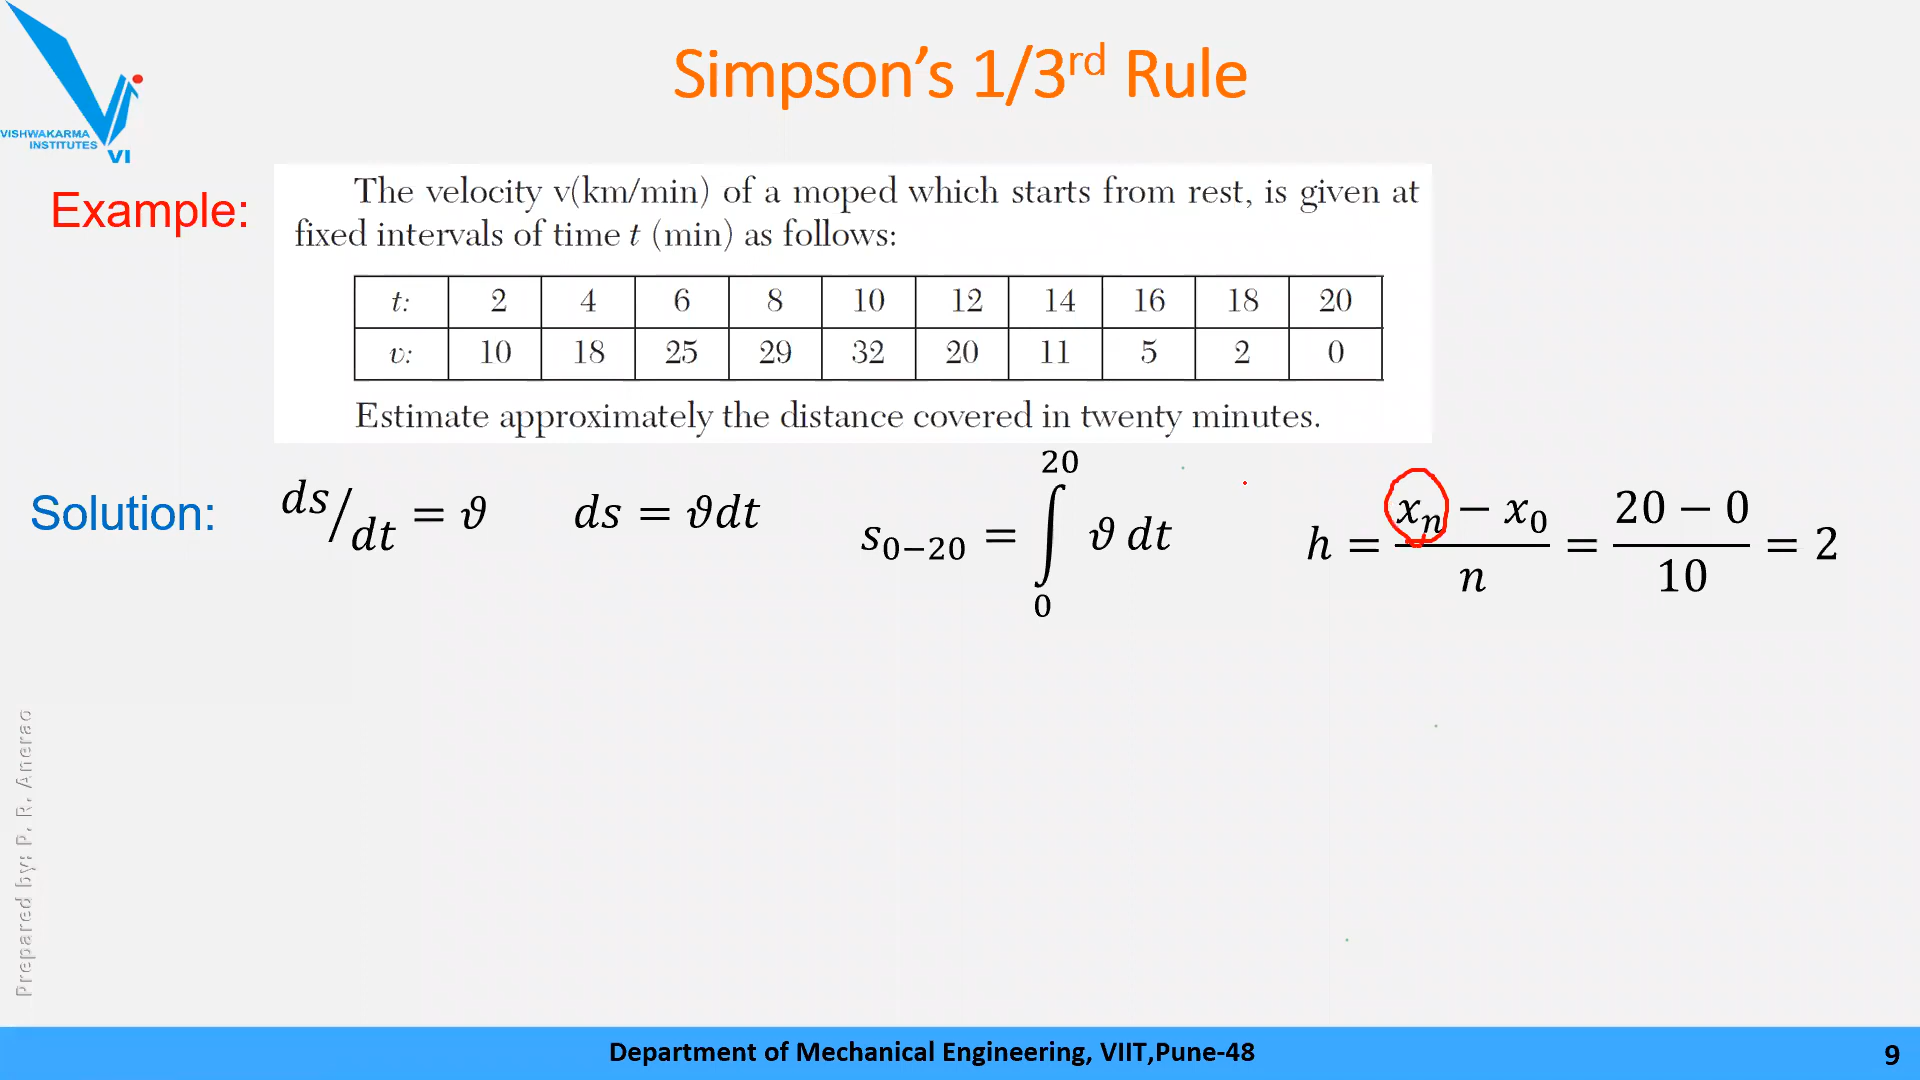 Simpson's 1/3rd Rule
VISHWAKARMA
INSTITUTES
VI
Example:
The velocity v(km/min) of a moped which starts from rest, is given at
fixed intervals of time t (min) as follows:
t: 2 4 6 8 10 12 14 16 18 20
v: 10 18 25 29 32 20 11 5 2 0
Estimate approximately the distance covered in twenty minutes.
Solution: ds/dt = ϑ ds = ϑdt s₀₋₂₀ = ∫₀²⁰ ϑ dt h = (xₙ − x₀)/n = (20 − 0)/10 = 2
Prepared by: P. R. Anerao
Department of Mechanical Engineering, VIIT,Pune-48
9